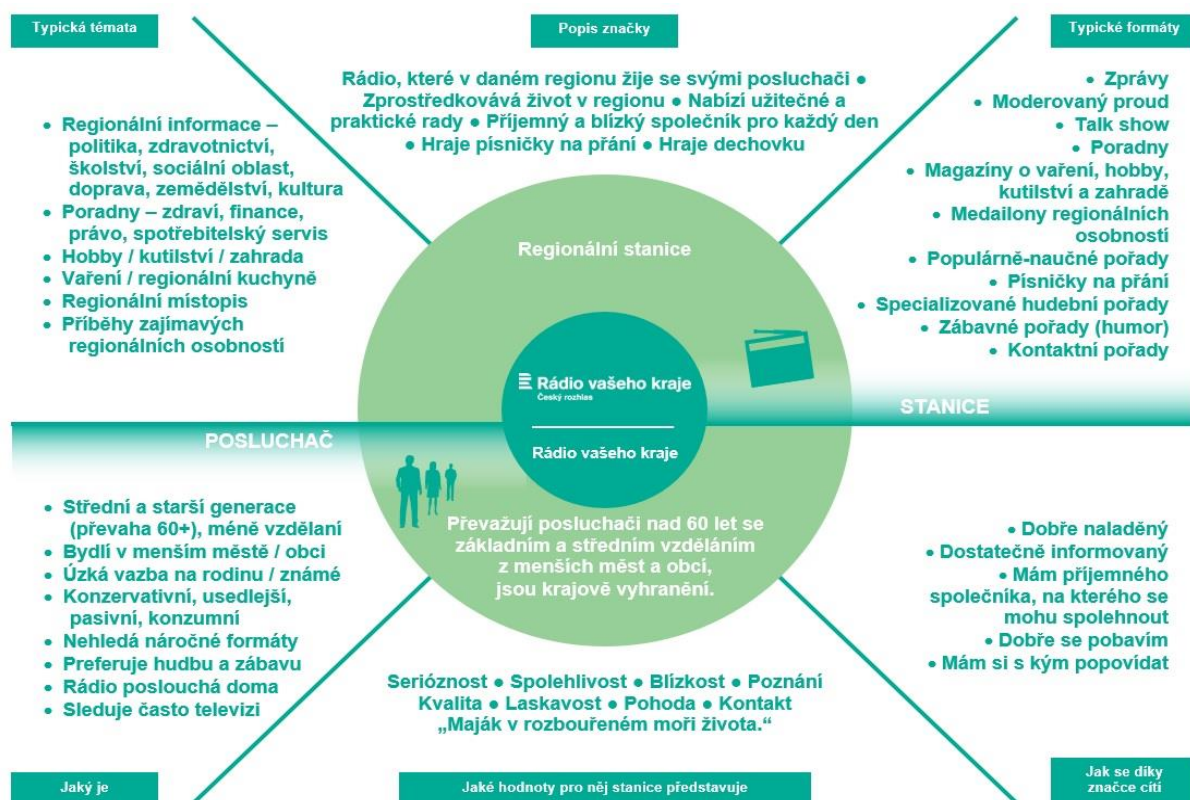 Typická témata
Popis značky
Typické formáty
Rádio, které v daném regionu žije se svými posluchači ●
Zprostředkovává život v regionu ● Nabízí užitečné a
praktické rady ● Příjemný a blízký společník pro každý den
● Hraje písničky na přání ● Hraje dechovku
● Regionální informace –
politika, zdravotnictví,
školství, sociální oblast,
doprava, zemědělství, kultura
● Poradny – zdraví, finance,
právo, spotřebitelský servis
● Hobby / kutilství / zahrada
● Vaření / regionální kuchyně
● Regionální místopis
● Příběhy zajímavých
regionálních osobností
● Zprávy
● Moderovaný proud
● Talk show
● Poradny
● Magazíny o vaření, hobby,
kutilství a zahradě
● Medailony regionálních
osobností
● Populárně-naučné pořady
● Písničky na přání
● Specializované hudební pořady
● Zábavné pořady (humor)
● Kontaktní pořady
Regionální stanice
Rádio vašeho kraje
Český rozhlas
Rádio vašeho kraje
STANICE
POSLUCHAČ
Převažují posluchači nad 60 let se
základním a středním vzděláním
z menších měst a obcí,
jsou krajově vyhranění.
● Střední a starší generace
(převaha 60+), méně vzdělaní
● Bydlí v menším městě / obci
● Úzká vazba na rodinu / známé
● Konzervativní, usedlejší,
pasivní, konzumní
● Nehledá náročné formáty
● Preferuje hudbu a zábavu
● Rádio poslouchá doma
● Sleduje často televizi
Serióznost ● Spolehlivost ● Blízkost ● Poznání
Kvalita ● Laskavost ● Pohoda ● Kontakt
„Maják v rozbouřeném moři života.“
● Dobře naladěný
● Dostatečně informovaný
● Mám příjemného
společníka, na kterého se
mohu spolehnout
● Dobře se pobavím
● Mám si s kým popovídat
Jaký je
Jaké hodnoty pro něj stanice představuje
Jak se díky
značce cítí